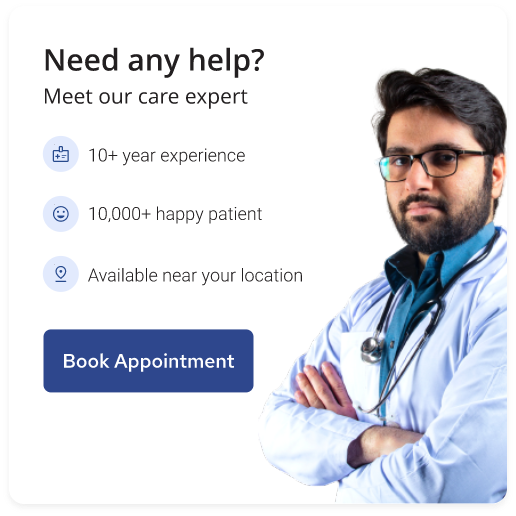 Need any help?
Meet our care expert
10+ year experience
10,000+ happy patient
Available near your location
Book Appointment